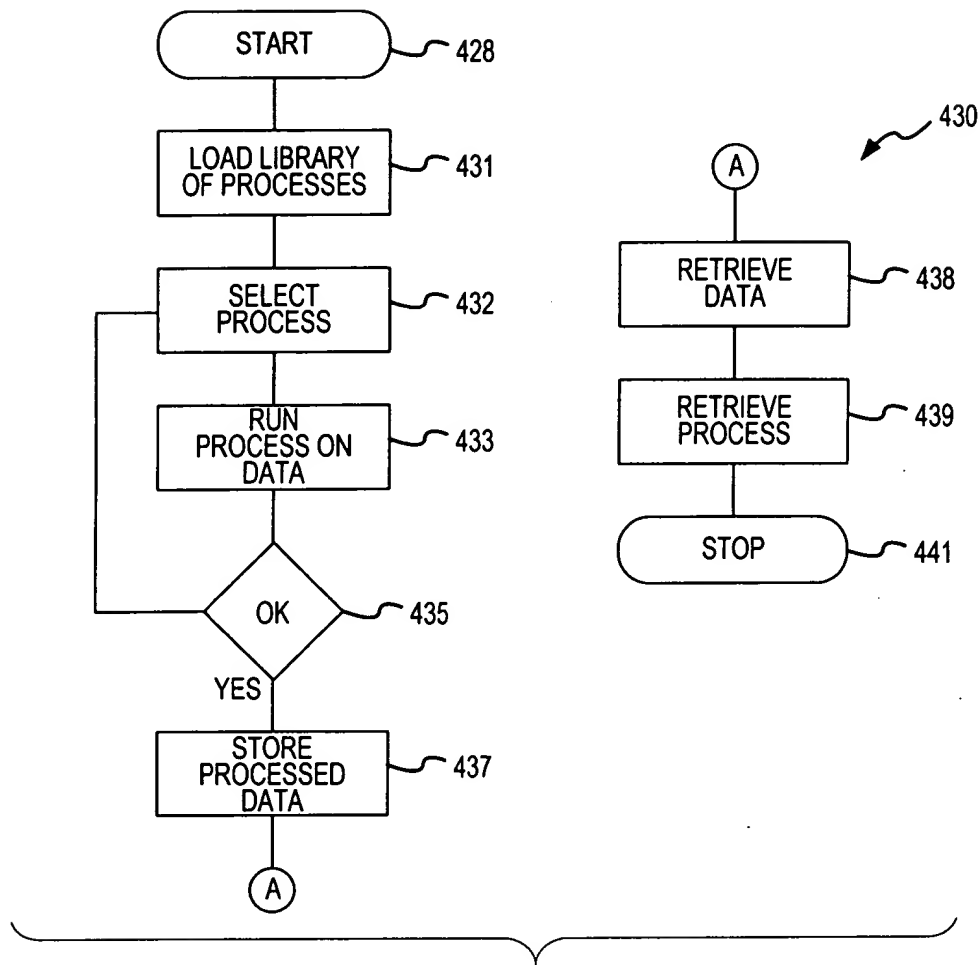 START
428
LOAD LIBRARY
OF PROCESSES
431
SELECT
PROCESS
432
RUN
PROCESS ON
DATA
433
OK
435
YES
STORE
PROCESSED
DATA
437
A
430
A
RETRIEVE
DATA
438
RETRIEVE
PROCESS
439
STOP
441